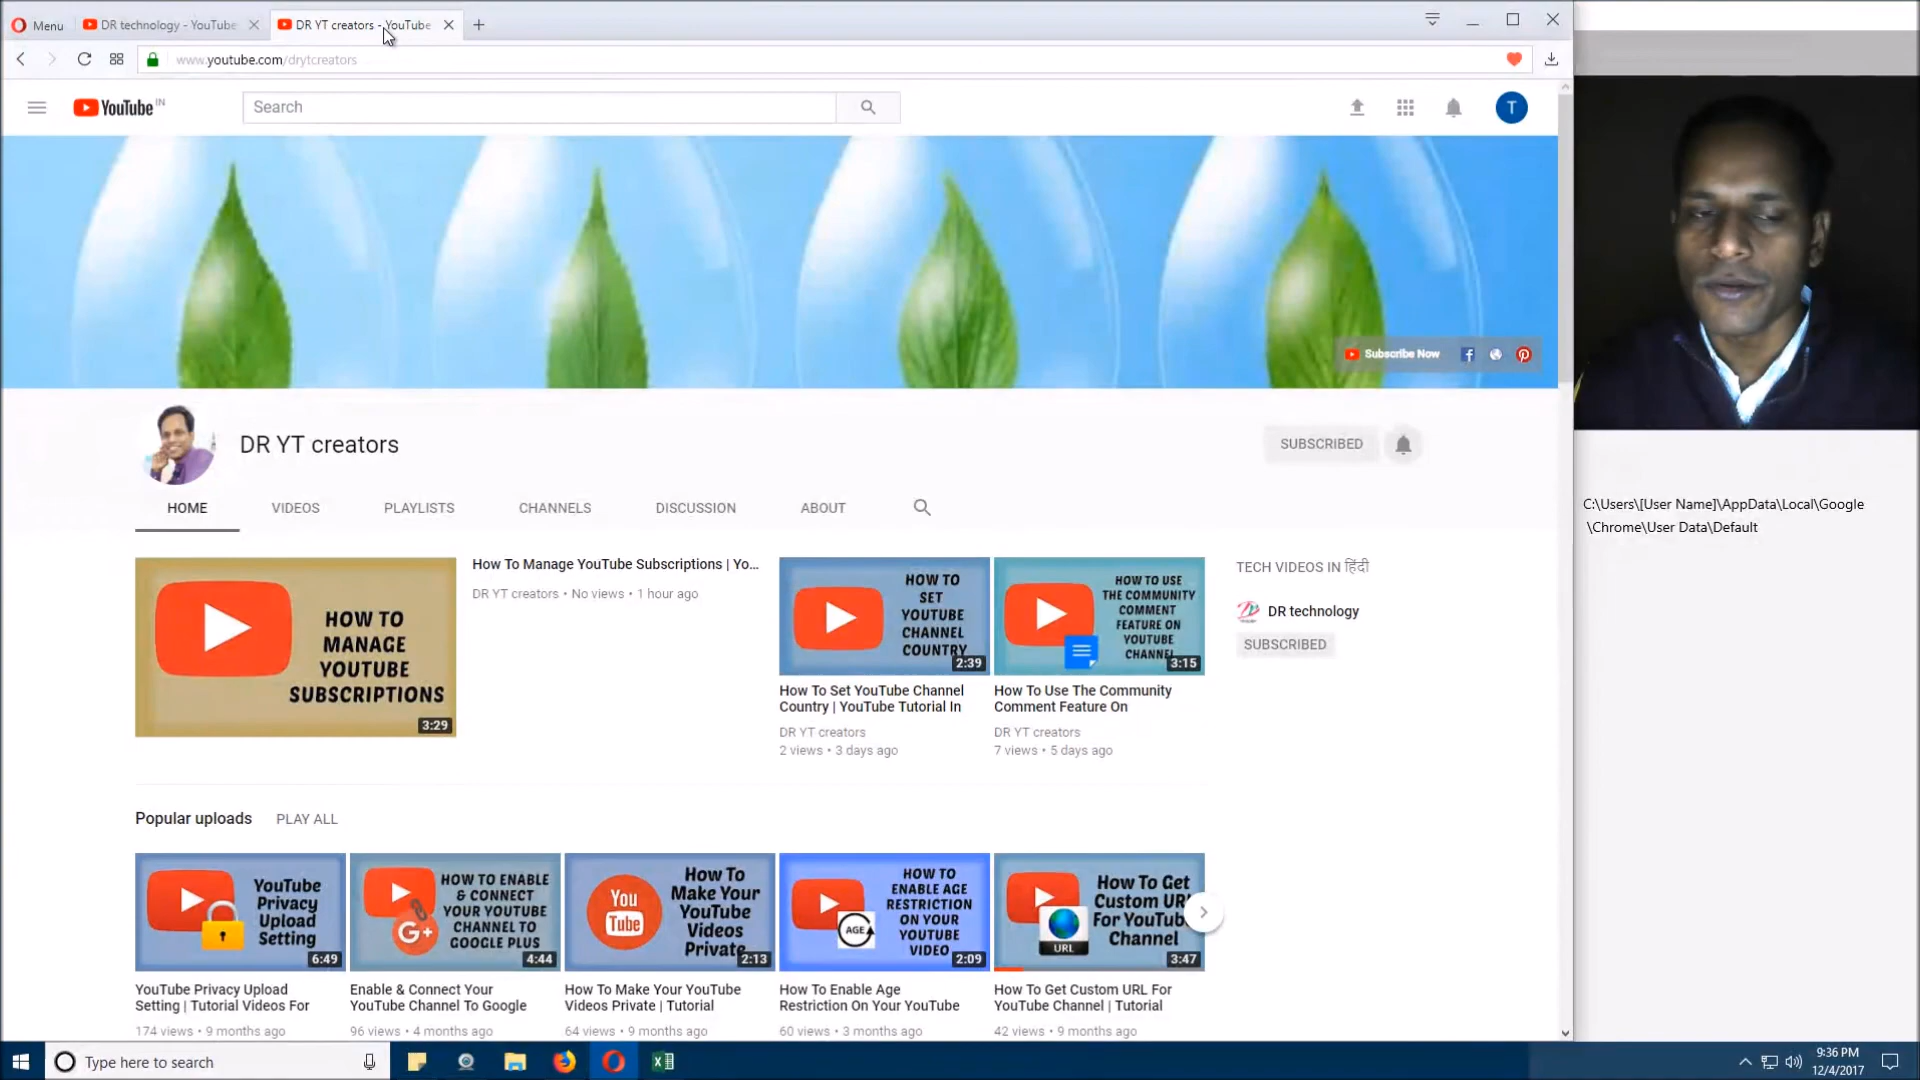 Menu
DR technology - YouTube
DR YT creators - YouTube
www.youtube.com/drytcreators
YouTube IN
Search
T
Subscribe Now
DR YT creators
SUBSCRIBED
HOME
VIDEOS
PLAYLISTS
CHANNELS
DISCUSSION
ABOUT
C:\Users\[User Name]\AppData\Local\Google
\Chrome\User Data\Default
HOW TO
MANAGE
YOUTUBE
SUBSCRIPTIONS
3:29
How To Manage YouTube Subscriptions | Yo...
DR YT creators • No views • 1 hour ago
HOW TO
SET
YOUTUBE
CHANNEL
COUNTRY
2:39
How To Set YouTube Channel
Country | YouTube Tutorial In
DR YT creators
2 views • 3 days ago
HOW TO USE
THE COMMUNITY
COMMENT
FEATURE ON
YOUTUBE
CHANNEL
3:15
How To Use The Community
Comment Feature On
DR YT creators
7 views • 5 days ago
TECH VIDEOS IN हिंदी
DR technology
SUBSCRIBED
Popular uploads
PLAY ALL
YouTube
Privacy
Upload
Setting
6:49
YouTube Privacy Upload
Setting | Tutorial Videos For
174 views • 9 months ago
HOW TO ENABLE
& CONNECT
YOUR YOUTUBE
CHANNEL TO
GOOGLE PLUS
G+
4:44
Enable & Connect Your
YouTube Channel To Google
96 views • 4 months ago
You
Tube
How To
Make Your
YouTube
Videos
Private
2:13
How To Make Your YouTube
Videos Private | Tutorial
64 views • 9 months ago
HOW TO
ENABLE AGE
RESTRICTION
ON YOUR
YOUTUBE
VIDEO
AGE
2:09
How To Enable Age
Restriction On Your YouTube
60 views • 3 months ago
How To Get
Custom URL
For YouTube
Channel
URL
3:47
How To Get Custom URL For
YouTube Channel | Tutorial
42 views • 9 months ago
Type here to search
9:36 PM
12/4/2017